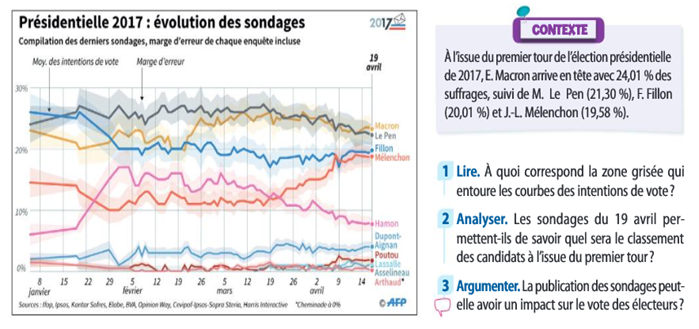 Présidentielle 2017 : évolution des sondages
2017
Compilation des derniers sondages, marge d'erreur de chaque enquête incluse
19
avril
Moy. des intentions de vote
Marge d'erreur
30%
20%
10%
0%
Macron
Le Pen
Fillon
Mélenchon
Hamon
Dupont-
Aignan
Poutou
Lassalle
Asselineau
Arthaud*
8 15 22 29 5 12 19 26 5 12 19 26 2 9 14
janvier février mars avril
*Cheminade à 0%
Source : Ifop, Ipsos, Kantar Sofres, Elabe, BVA, Opinion Way, Cevipof-Ipsos-Sopra Steria, Harris Interactive
© AFP
CONTEXTE
À l'issue du premier tour de l'élection présidentielle
de 2017, E. Macron arrive en tête avec 24,01 % des
suffrages, suivi de M. Le Pen (21,30 %), F. Fillon
(20,01 %) et J.-L. Mélenchon (19,58 %).
1 Lire. À quoi correspond la zone grisée qui
entoure les courbes des intentions de vote ?
2 Analyser. Les sondages du 19 avril per-
mettent-ils de savoir quel sera le classement
des candidats à l'issue du premier tour ?
3 Argumenter. La publication des sondages peut-
elle avoir un impact sur le vote des électeurs ?